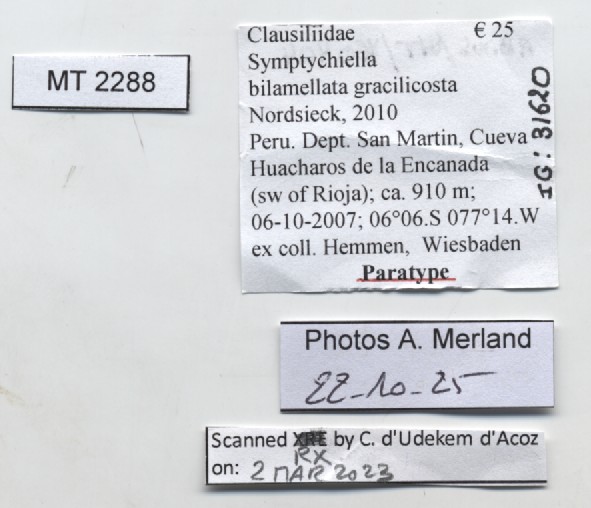 MT 2288
Clausiliidae € 25
Symptychiella
bilamellata gracilicosta
Nordsieck, 2010
Peru. Dept. San Martin, Cueva
Huacharos de la Encanada
(sw of Rioja); ca. 910 m;
06-10-2007; 06°06.S 077°14.W
ex coll. Hemmen, Wiesbaden
Paratype
IG: 31620
Photos A. Merland
22-10-25
Scanned XRE by C. d'Udekem d'Acoz
RX
on: 2 MAR 2023